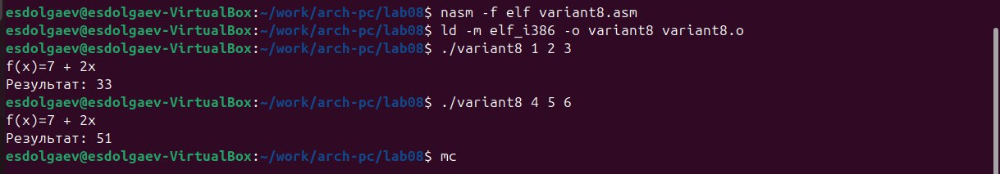 esdolgaev@esdolgaev-VirtualBox:~/work/arch-pc/lab08$ nasm -f elf variant8.asm
esdolgaev@esdolgaev-VirtualBox:~/work/arch-pc/lab08$ ld -m elf_i386 -o variant8 variant8.o
esdolgaev@esdolgaev-VirtualBox:~/work/arch-pc/lab08$ ./variant8 1 2 3
f(x)=7 + 2x
Результат: 33
esdolgaev@esdolgaev-VirtualBox:~/work/arch-pc/lab08$ ./variant8 4 5 6
f(x)=7 + 2x
Результат: 51
esdolgaev@esdolgaev-VirtualBox:~/work/arch-pc/lab08$ mc